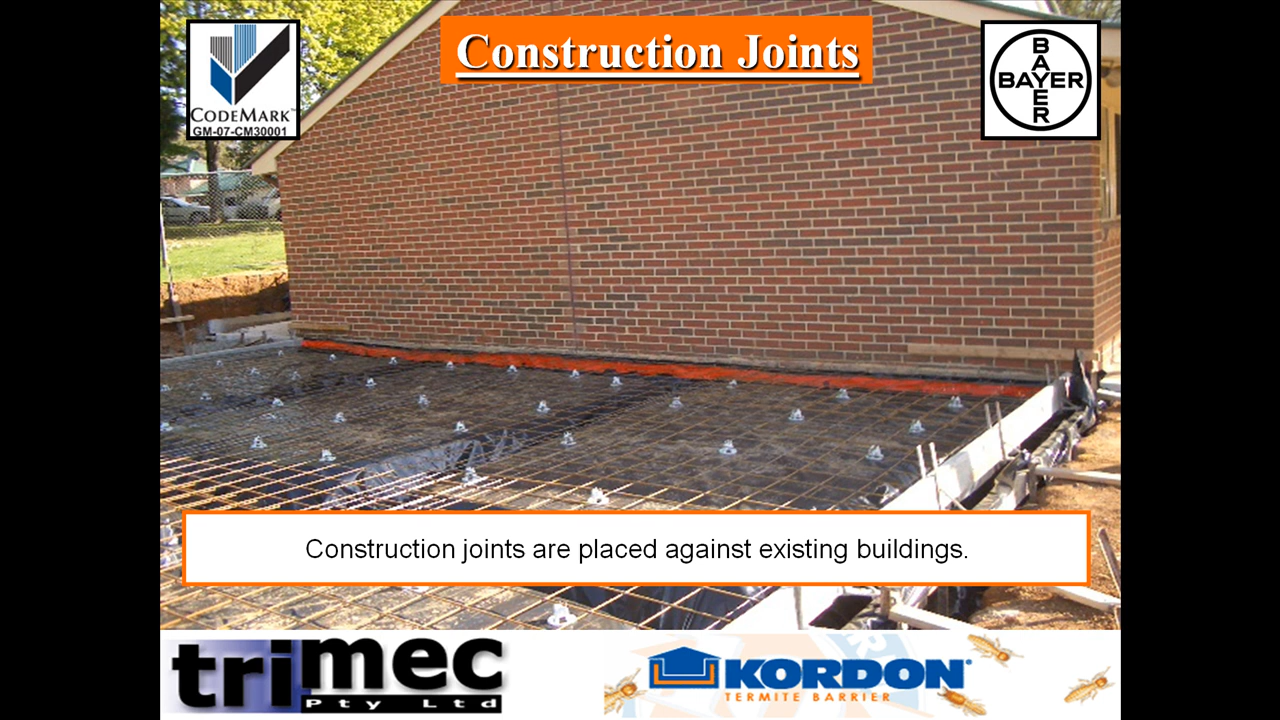 Construction Joints
CODEMARK™
GM-07-CM30001
BAYER
BAYER
Construction joints are placed against existing buildings.
trimec
Pty Ltd
KORDON®
TERMITE BARRIER